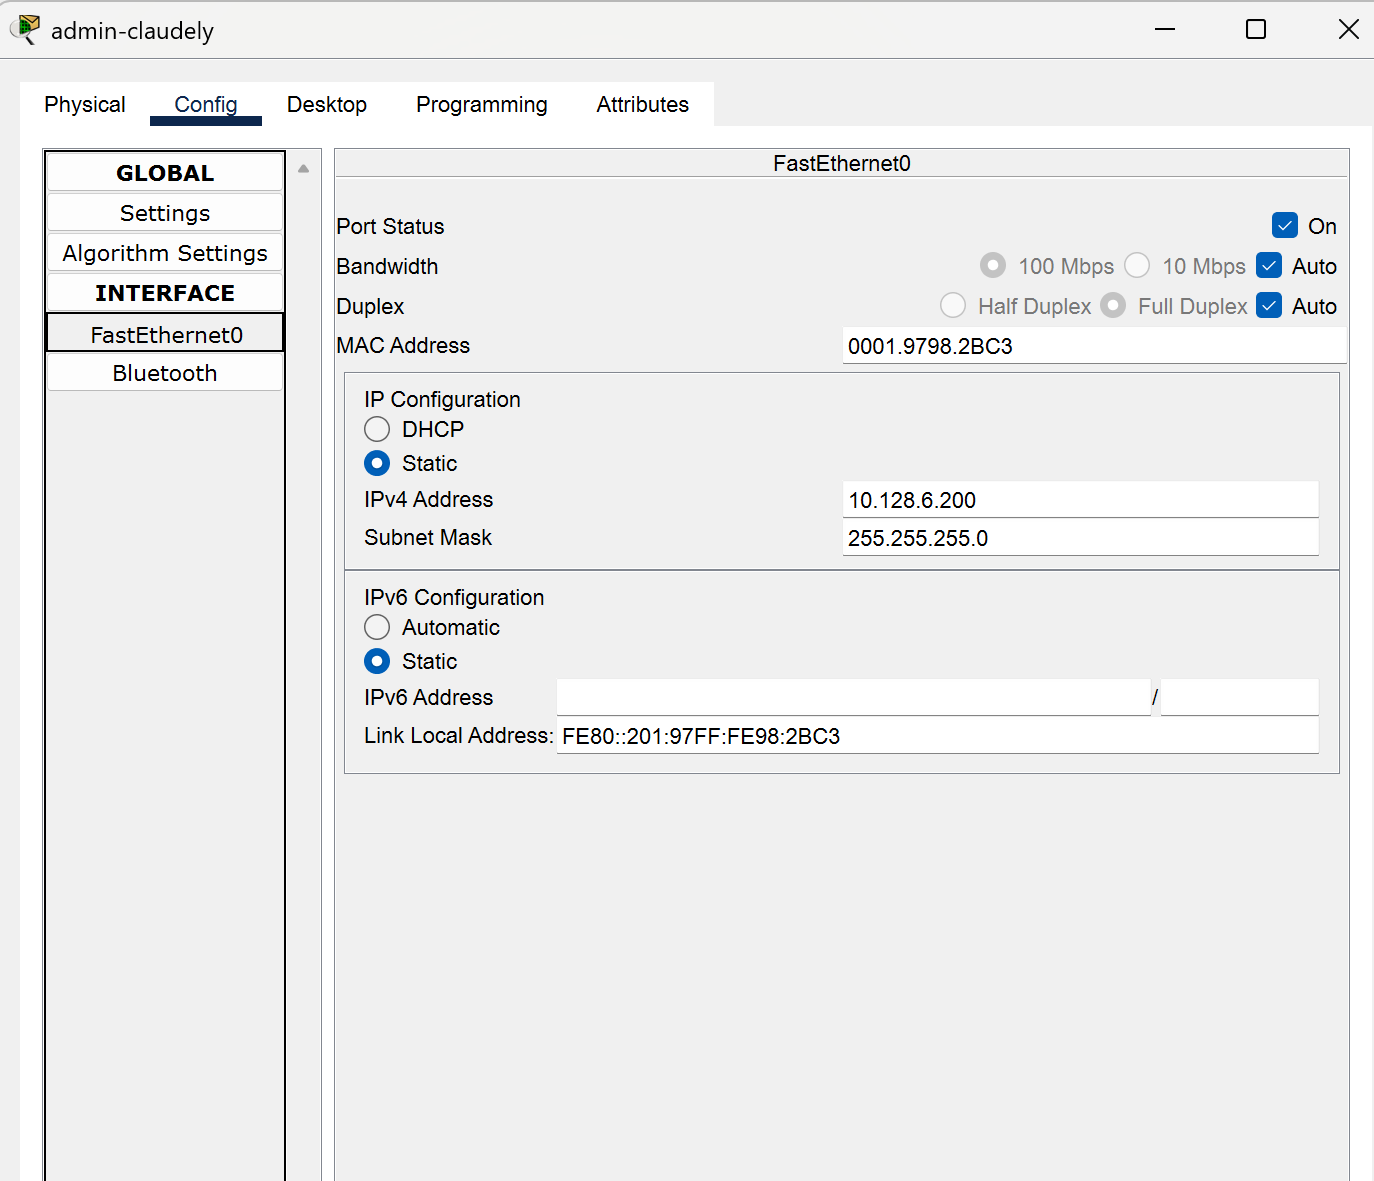 admin-claudely
Physical Config Desktop Programming Attributes
GLOBAL
Settings
Algorithm Settings
INTERFACE
FastEthernet0
Bluetooth
FastEthernet0
Port Status On
Bandwidth 100 Mbps 10 Mbps Auto
Duplex Half Duplex Full Duplex Auto
MAC Address 0001.9798.2BC3
IP Configuration
DHCP
Static
IPv4 Address 10.128.6.200
Subnet Mask 255.255.255.0
IPv6 Configuration
Automatic
Static
IPv6 Address /
Link Local Address: FE80::201:97FF:FE98:2BC3